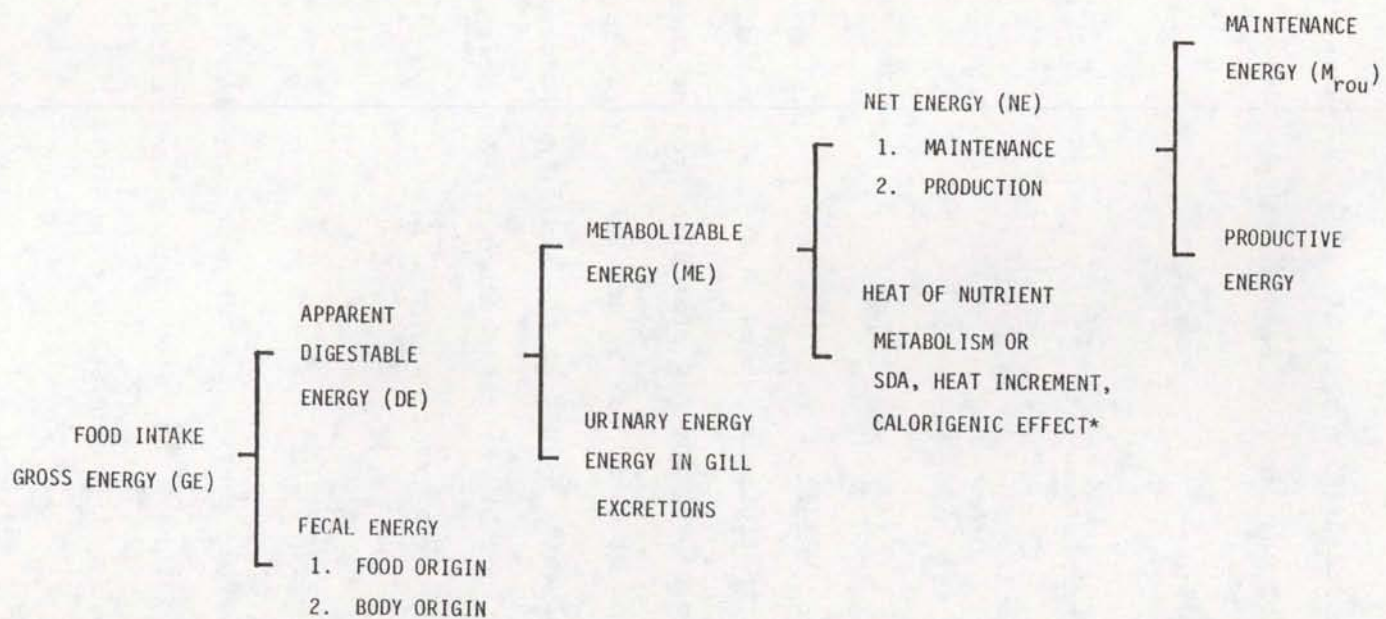 FOOD INTAKE
GROSS ENERGY (GE)
APPARENT
DIGESTABLE
ENERGY (DE)
FECAL ENERGY
1. FOOD ORIGIN
2. BODY ORIGIN
METABOLIZABLE
ENERGY (ME)
URINARY ENERGY
ENERGY IN GILL
EXCRETIONS
NET ENERGY (NE)
1. MAINTENANCE
2. PRODUCTION
HEAT OF NUTRIENT
METABOLISM OR
SDA, HEAT INCREMENT,
CALORIGENIC EFFECT*
MAINTENANCE
ENERGY (Mrou)
PRODUCTIVE
ENERGY